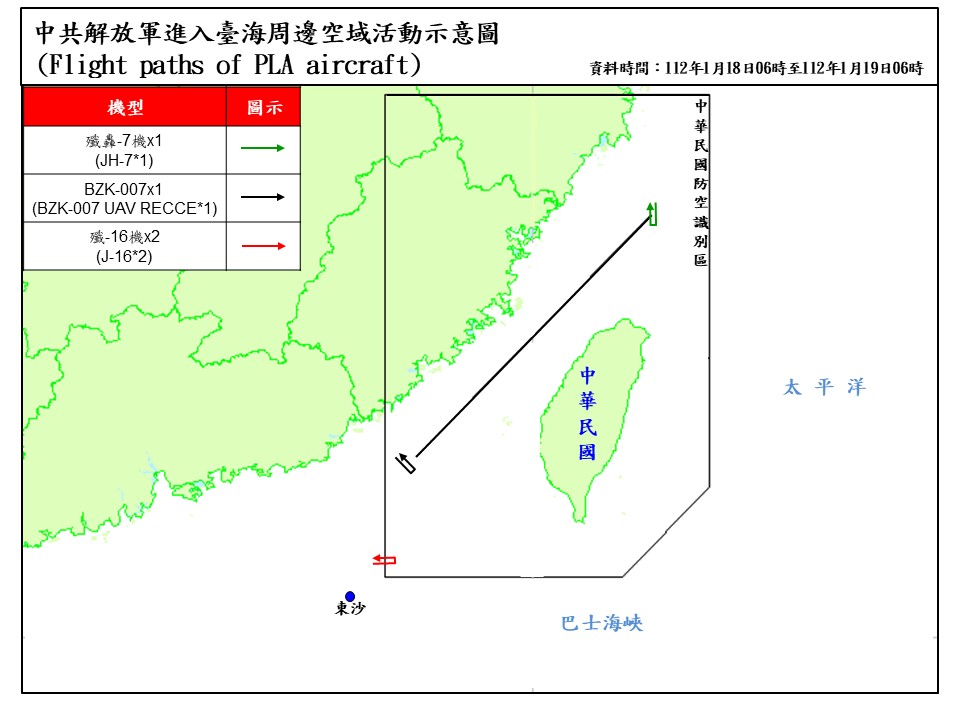 中共解放軍進入臺海周邊空域活動示意圖
(Flight paths of PLA aircraft)
資料時間：112年1月18日06時至112年1月19日06時
機型
圖示
殲轟-7機x1
(JH-7*1)
BZK-007x1
(BZK-007 UAV RECCE*1)
殲-16機x2
(J-16*2)
中華民國防空識別區
中華民國
太平洋
東沙
巴士海峽